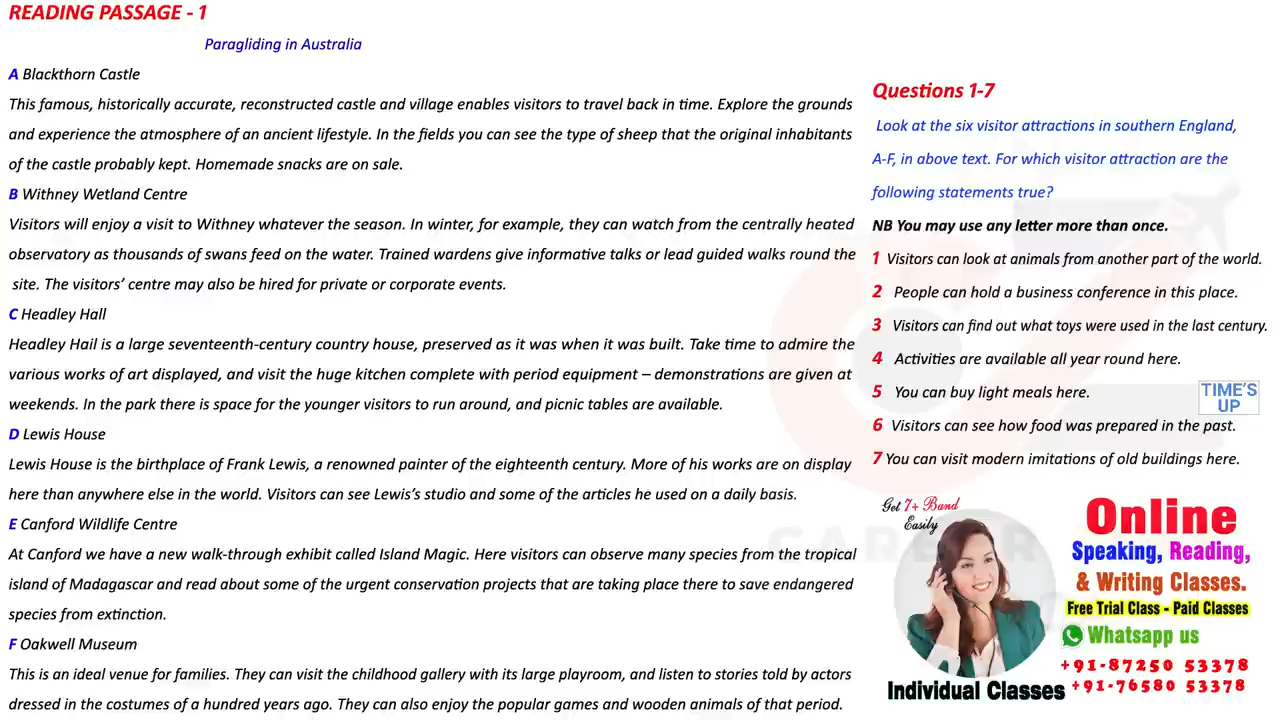 READING PASSAGE - 1
Paragliding in Australia
A Blackthorn Castle
This famous, historically accurate, reconstructed castle and village enables visitors to travel back in time. Explore the grounds
and experience the atmosphere of an ancient lifestyle. In the fields you can see the type of sheep that the original inhabitants
of the castle probably kept. Homemade snacks are on sale.
B Withney Wetland Centre
Visitors will enjoy a visit to Withney whatever the season. In winter, for example, they can watch from the centrally heated
observatory as thousands of swans feed on the water. Trained wardens give informative talks or lead guided walks round the
site. The visitors’ centre may also be hired for private or corporate events.
C Headley Hall
Headley Hail is a large seventeenth-century country house, preserved as it was when it was built. Take time to admire the
various works of art displayed, and visit the huge kitchen complete with period equipment – demonstrations are given at
weekends. In the park there is space for the younger visitors to run around, and picnic tables are available.
D Lewis House
Lewis House is the birthplace of Frank Lewis, a renowned painter of the eighteenth century. More of his works are on display
here than anywhere else in the world. Visitors can see Lewis’s studio and some of the articles he used on a daily basis.
E Canford Wildlife Centre
At Canford we have a new walk-through exhibit called Island Magic. Here visitors can observe many species from the tropical
island of Madagascar and read about some of the urgent conservation projects that are taking place there to save endangered
species from extinction.
F Oakwell Museum
This is an ideal venue for families. They can visit the childhood gallery with its large playroom, and listen to stories told by actors
dressed in the costumes of a hundred years ago. They can also enjoy the popular games and wooden animals of that period.
Questions 1-7
Look at the six visitor attractions in southern England,
A-F, in above text. For which visitor attraction are the
following statements true?
NB You may use any letter more than once.
1 Visitors can look at animals from another part of the world.
2 People can hold a business conference in this place.
3 Visitors can find out what toys were used in the last century.
4 Activities are available all year round here.
5 You can buy light meals here.
6 Visitors can see how food was prepared in the past.
7 You can visit modern imitations of old buildings here.
TIME'S
UP
Get 7+ Band
Easily
Individual Classes
Online
Speaking, Reading,
& Writing Classes.
Free Trial Class - Paid Classes
Whatsapp us
+91-87250 53378
+91-76580 53378